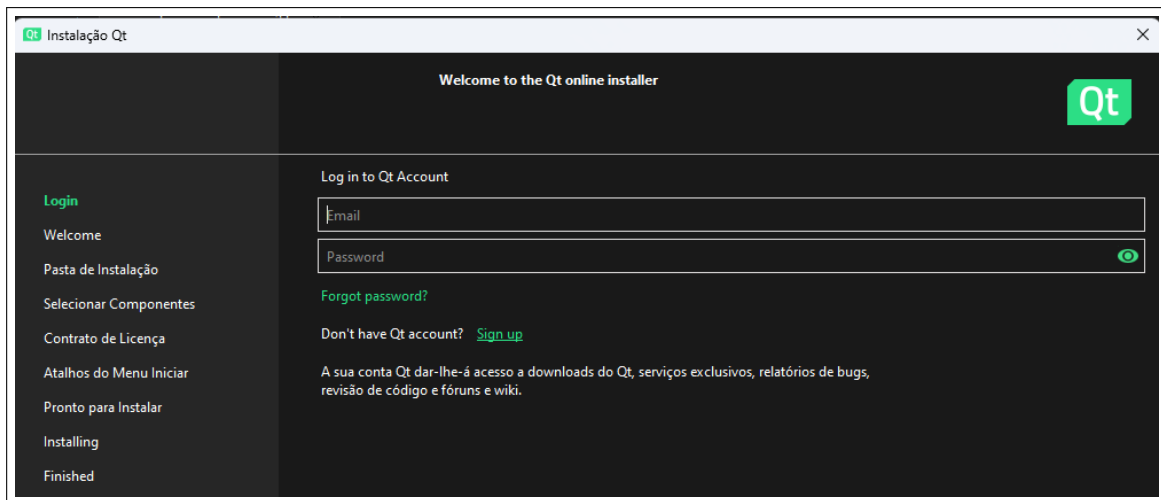 Qt Instalação Qt
Welcome to the Qt online installer
Qt
Login
Welcome
Pasta de Instalação
Selecionar Componentes
Contrato de Licença
Atalhos do Menu Iniciar
Pronto para Instalar
Installing
Finished
Log in to Qt Account
Email
Password
Forgot password?
Don't have Qt account? Sign up
A sua conta Qt dar-lhe-á acesso a downloads do Qt, serviços exclusivos, relatórios de bugs,
revisão de código e fóruns e wiki.